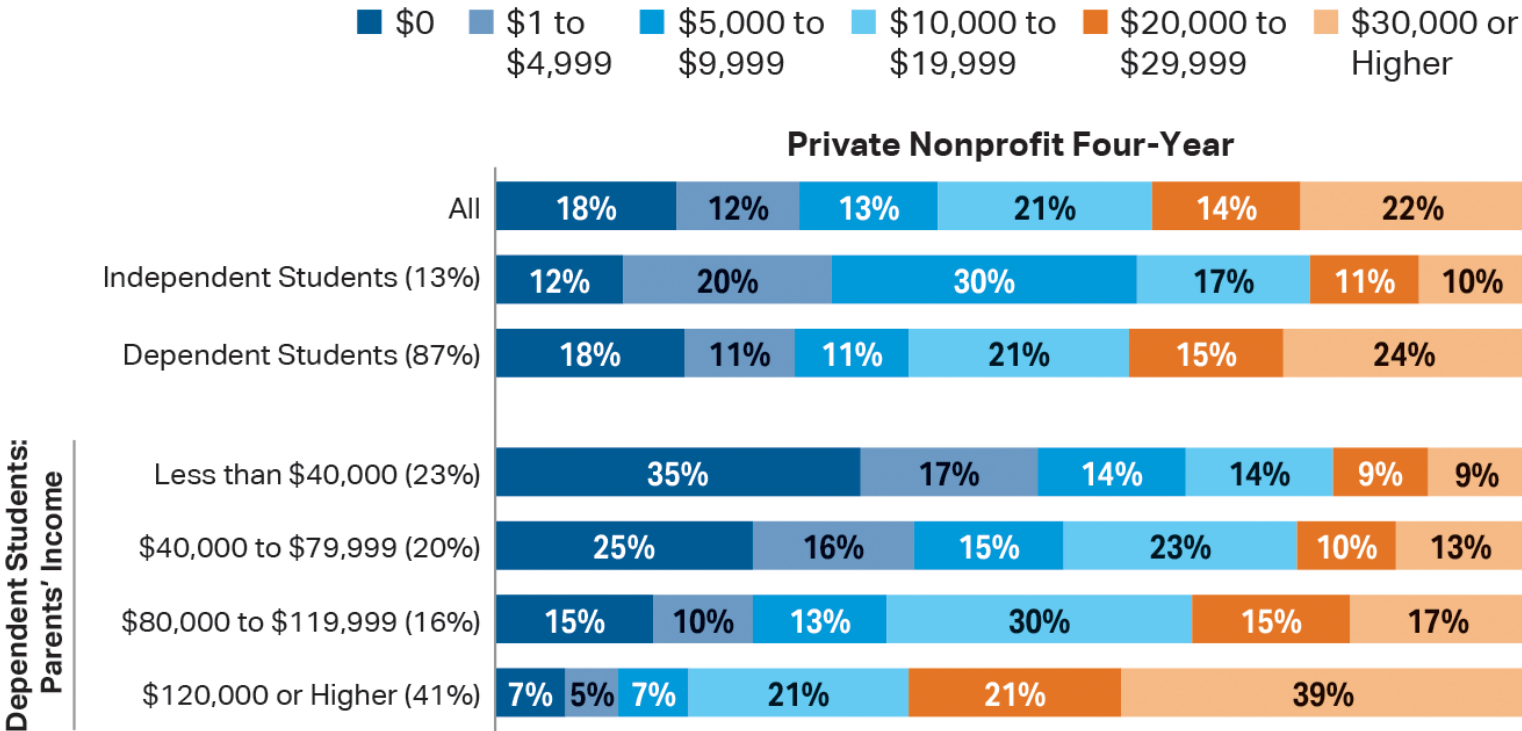 $0 $1 to $5,000 to $10,000 to $20,000 to $30,000 or
$4,999 $9,999 $19,999 $29,999 Higher
Private Nonprofit Four-Year
All 18% 12% 13% 21% 14% 22%
Independent Students (13%) 12% 20% 30% 17% 11% 10%
Dependent Students (87%) 18% 11% 11% 21% 15% 24%
Dependent Students:
Parents’ Income
Less than $40,000 (23%) 35% 17% 14% 14% 9% 9%
$40,000 to $79,999 (20%) 25% 16% 15% 23% 10% 13%
$80,000 to $119,999 (16%) 15% 10% 13% 30% 15% 17%
$120,000 or Higher (41%) 7% 5% 7% 21% 21% 39%